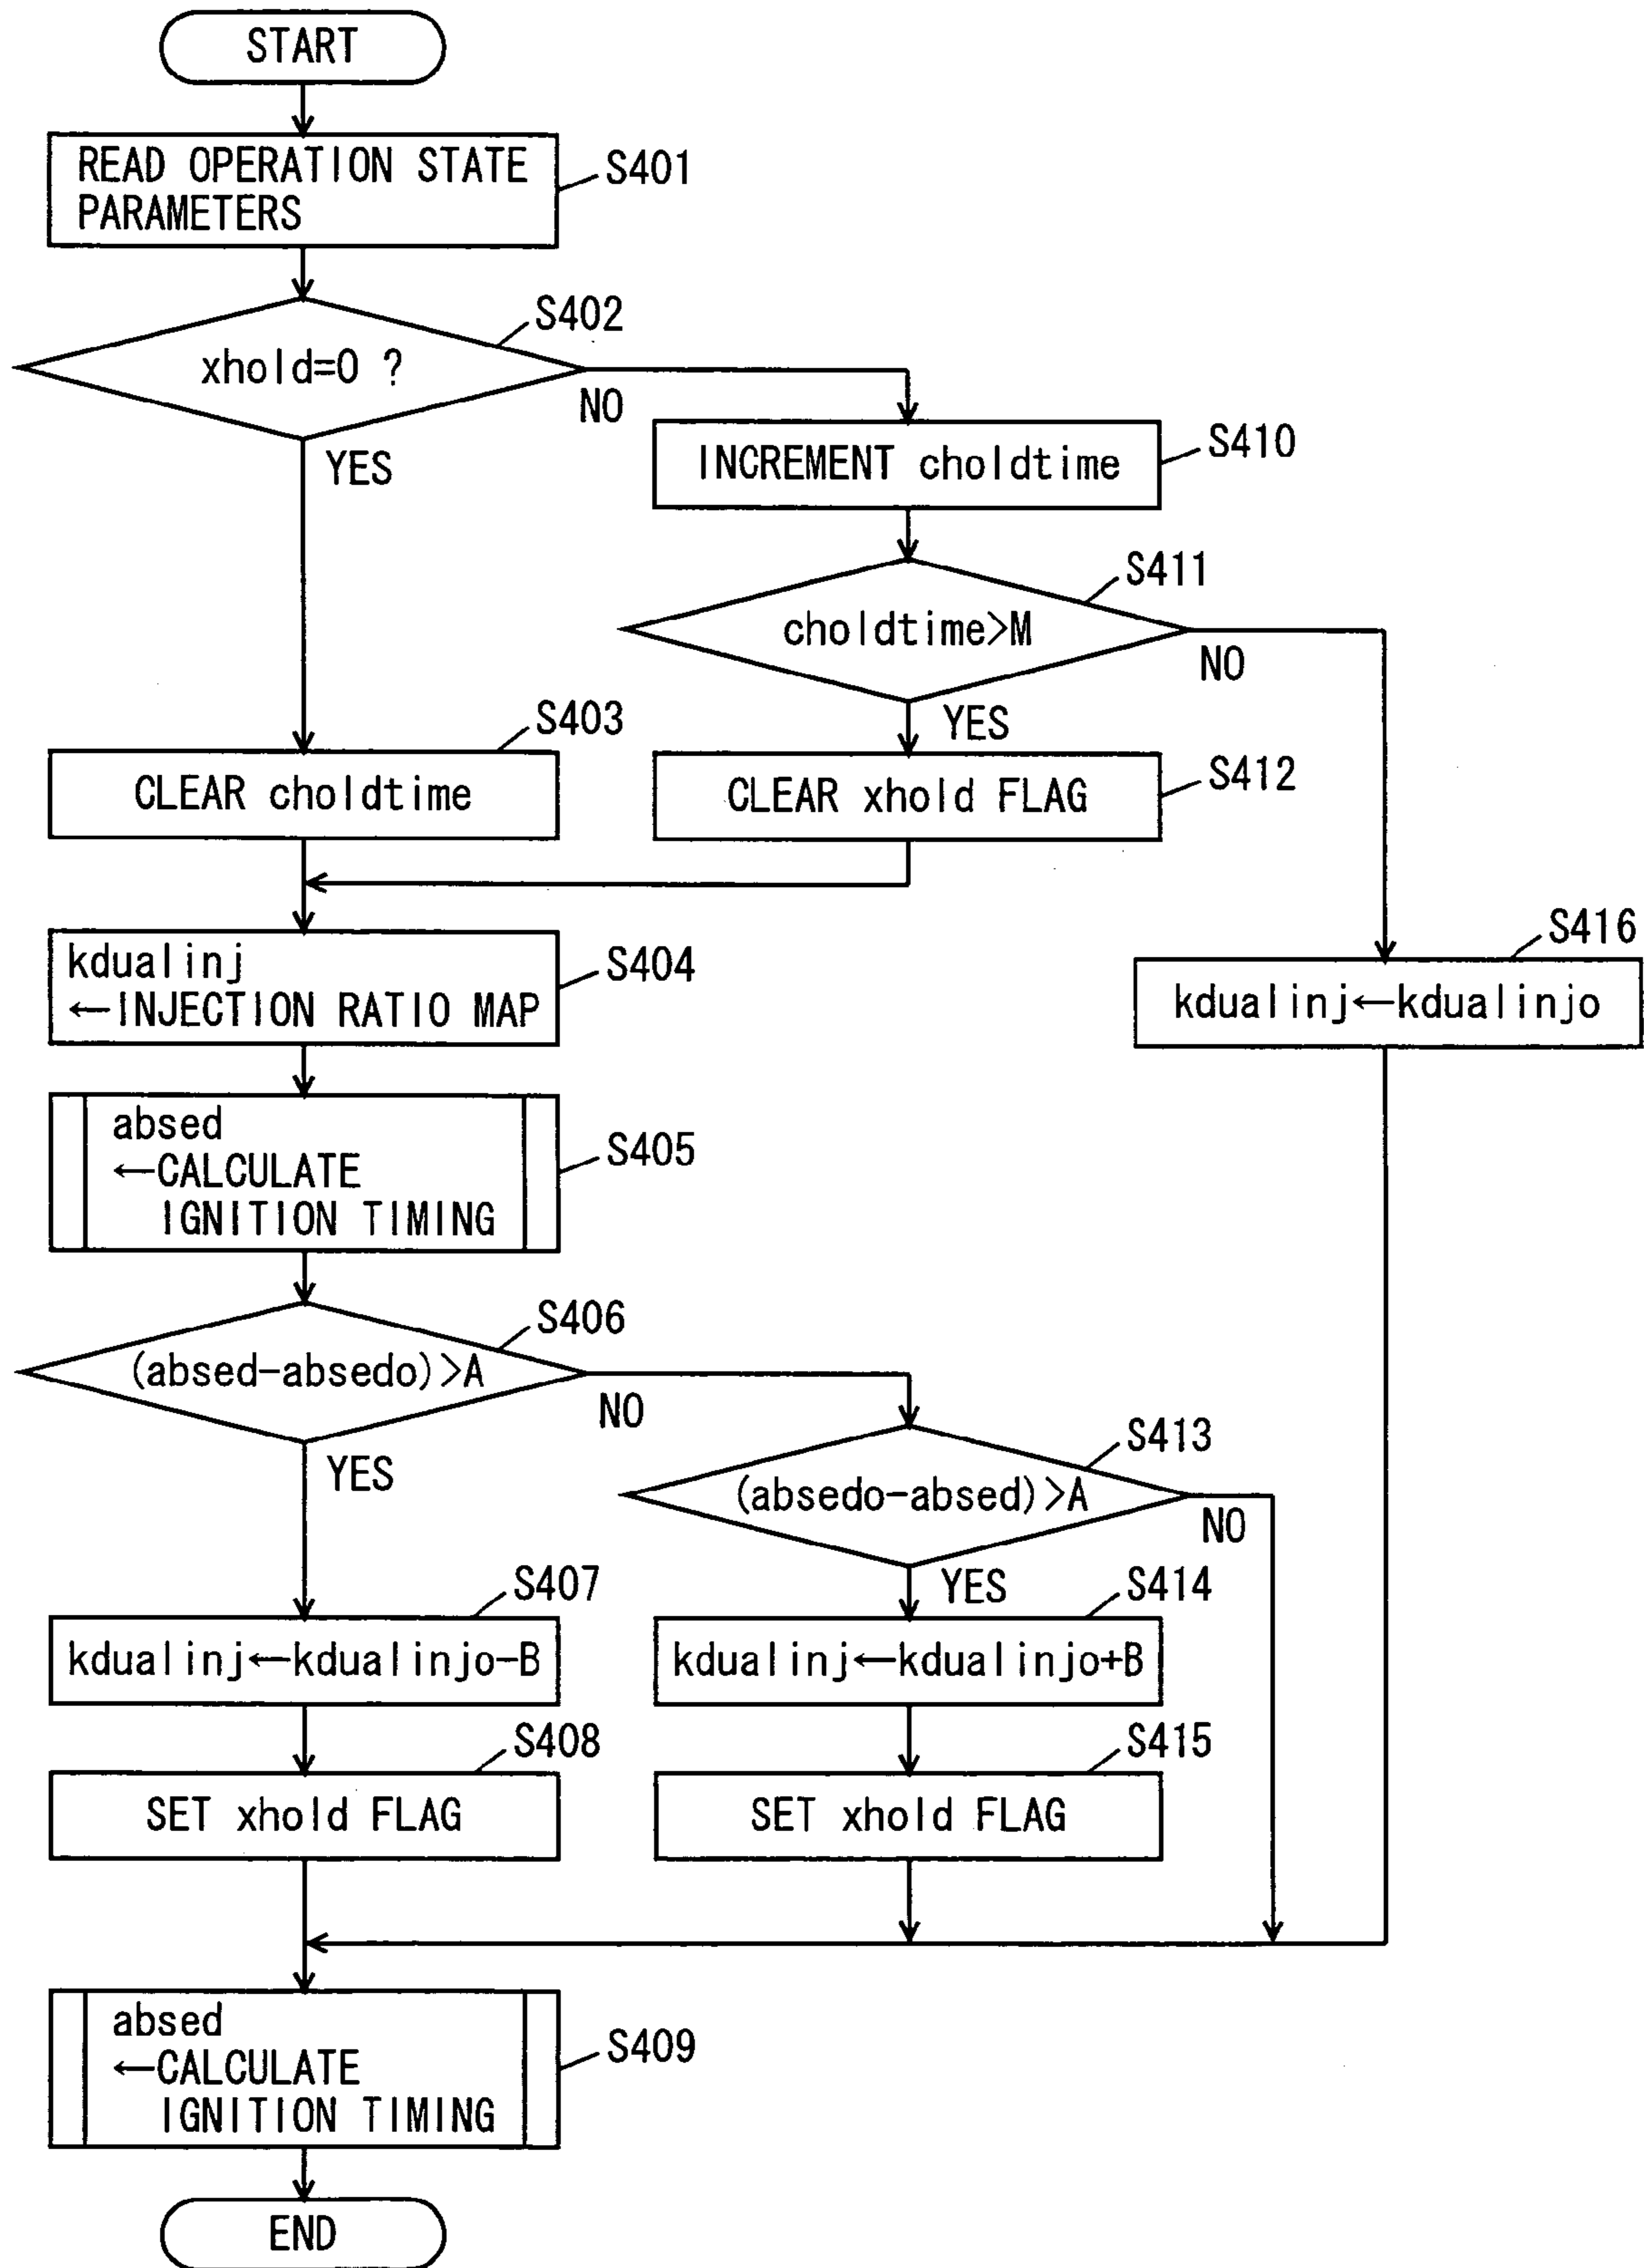 START
READ OPERATION STATE
PARAMETERS
S401
S402
xhold=0 ?
NO
YES
INCREMENT choldtime
S410
S411
choldtime>M
NO
YES
S403
CLEAR choldtime
CLEAR xhold FLAG
S412
kdualinj
←INJECTION RATIO MAP
S404
S416
kdualinj←kdualinjo
absed
←CALCULATE
IGNITION TIMING
S405
S406
(absed-absedo)>A
NO
YES
S413
(absedo-absed)>A
NO
YES
S407
kdualinj←kdualinjo-B
S414
kdualinj←kdualinjo+B
S408
SET xhold FLAG
S415
SET xhold FLAG
absed
←CALCULATE
IGNITION TIMING
S409
END